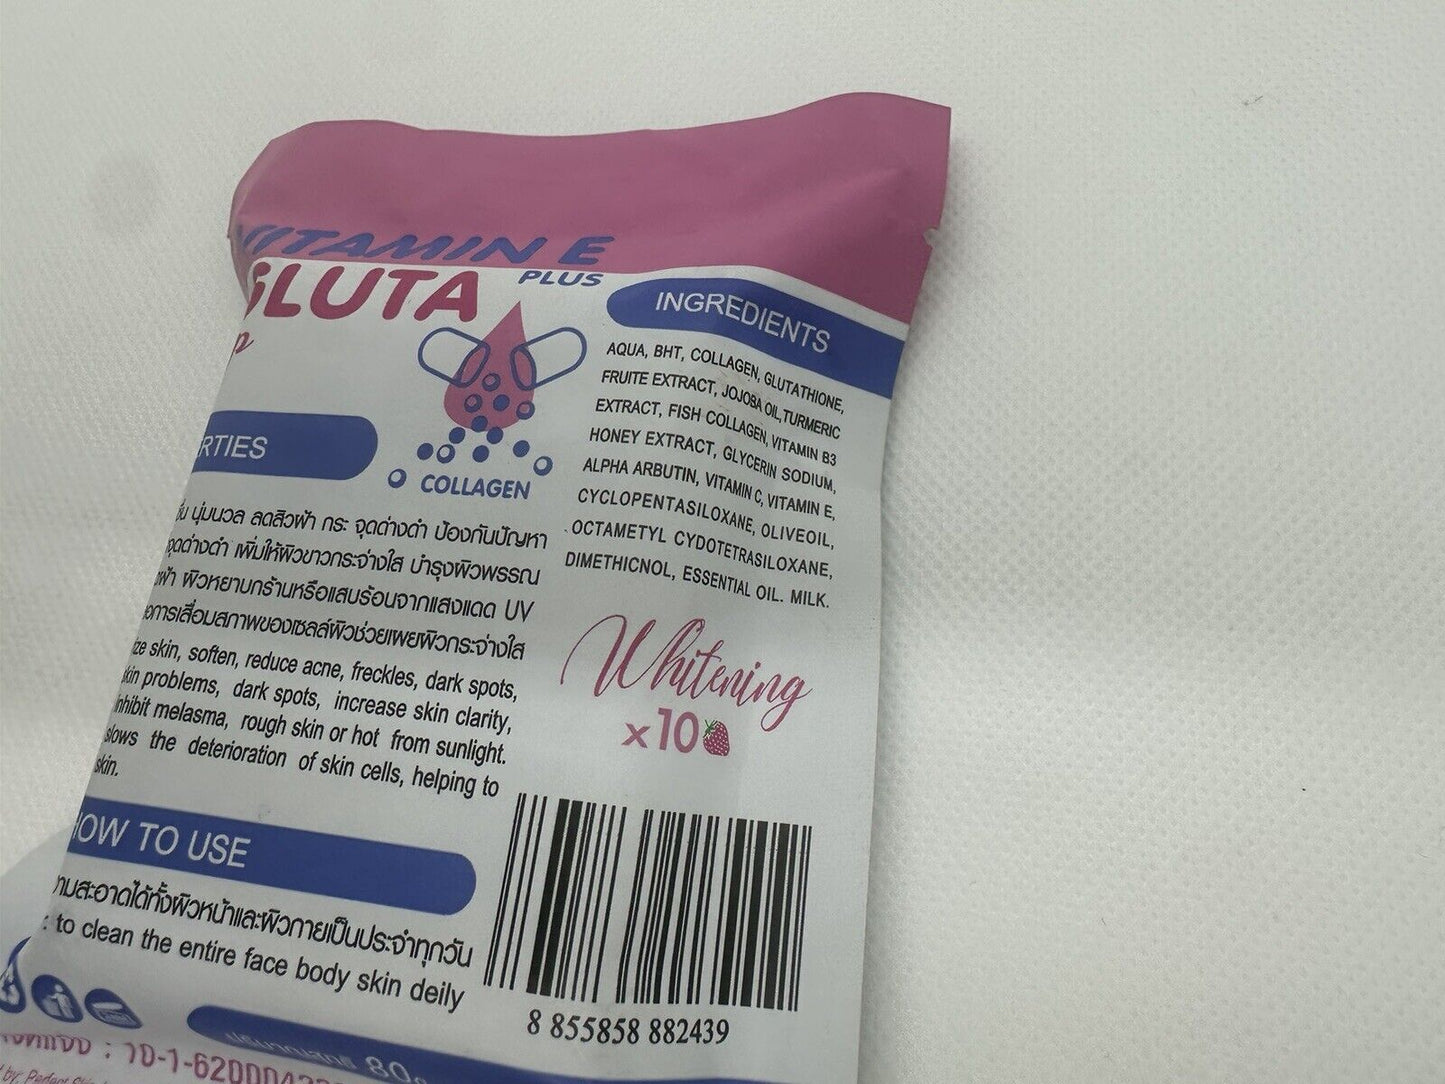 VITAMIN E
GLUTA PLUS
INGREDIENTS
AQUA, BHT, COLLAGEN, GLUTATHIONE,
FRUITE EXTRACT, JOJOBA OIL,TURMERIC
EXTRACT, FISH COLLAGEN, VITAMIN B3
HONEY EXTRACT, GLYCERIN SODIUM,
ALPHA ARBUTIN, VITAMIN C, VITAMIN E,
CYCLOPENTASILOXANE, OLIVEOIL,
OCTAMETYL CYDOTETRASILOXANE,
DIMETHICNOL, ESSENTIAL OIL. MILK.
COLLAGEN
RTIES
นุ่มนวล ลดสิวฝ้า กระ จุดด่างดำ ป้องกันปัญหา
จุดด่างดำ เพิ่มให้ผิวขาวกระจ่างใส บำรุงผิวพรรณ
ฝ้า ผิวหยาบกร้านหรือแสบร้อนจากแสงแดด UV
อการเสื่อมสภาพของเซลล์ผิวช่วยเผยผิวกระจ่างใส
ize skin, soften, reduce acne, freckles, dark spots,
skin problems, dark spots, increase skin clarity,
inhibit melasma, rough skin or hot from sunlight.
slows the deterioration of skin cells, helping to
skin.
Whitening
x10
HOW TO USE
ามสะอาดได้ทั้งผิวหน้าและผิวกายเป็นประจำทุกวัน
: to clean the entire face body skin deily
8 855858 882439
80
: 10-1-62000
by: Perfect Skin